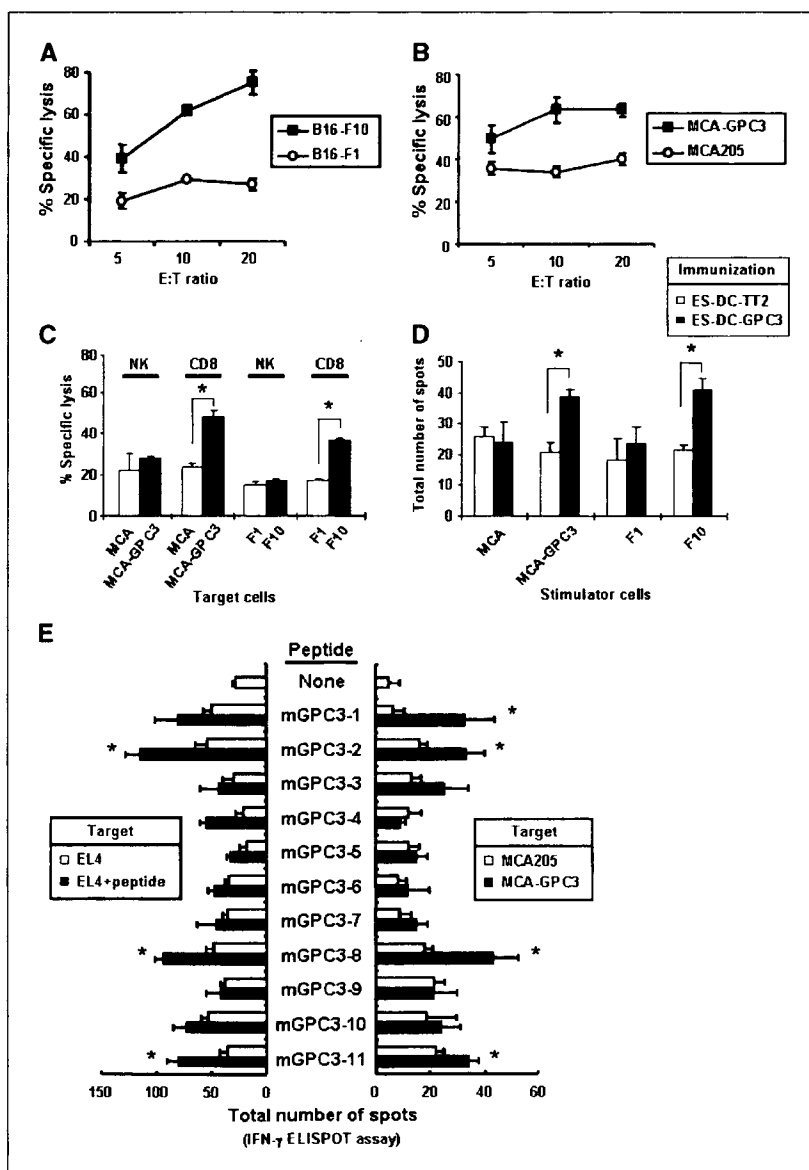 A
% Specific lysis
80
60
40
20
0
5
10
20
E:T ratio
B16-F10
B16-F1
B
% Specific lysis
80
60
40
20
0
5
10
20
E:T ratio
MCA-GPC3
MCA205
Immunization
ES-DC-TT2
ES-DC-GPC3
C
% Specific lysis
80
60
40
20
0
NK
CD8
NK
CD8
*
*
MCA
MCA-GPC3
MCA
MCA-GPC3
F1
F10
F1
F10
Target cells
D
Total number of spots
50
40
30
20
10
0
*
*
MCA
MCA-GPC3
F1
F10
Stimulator cells
E
Peptide
None
mGPC3-1 *
* mGPC3-2 *
mGPC3-3
mGPC3-4
mGPC3-5
mGPC3-6
mGPC3-7
* mGPC3-8 *
mGPC3-9
mGPC3-10
* mGPC3-11 *
Target
EL4
EL4+peptide
Target
MCA205
MCA-GPC3
150 100 50 0 0 20 40 60
Total number of spots
(IFN-γ ELISPOT assay)